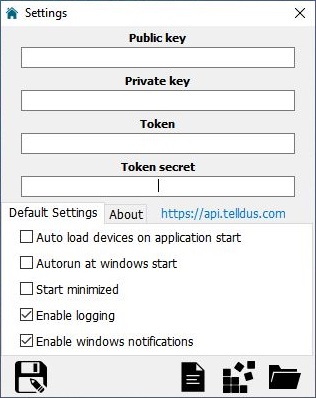 Settings
Public key
Private key
Token
Token secret
Default Settings About https://api.telldus.com
Auto load devices on application start
Autorun at windows start
Start minimized
Enable logging
Enable windows notifications